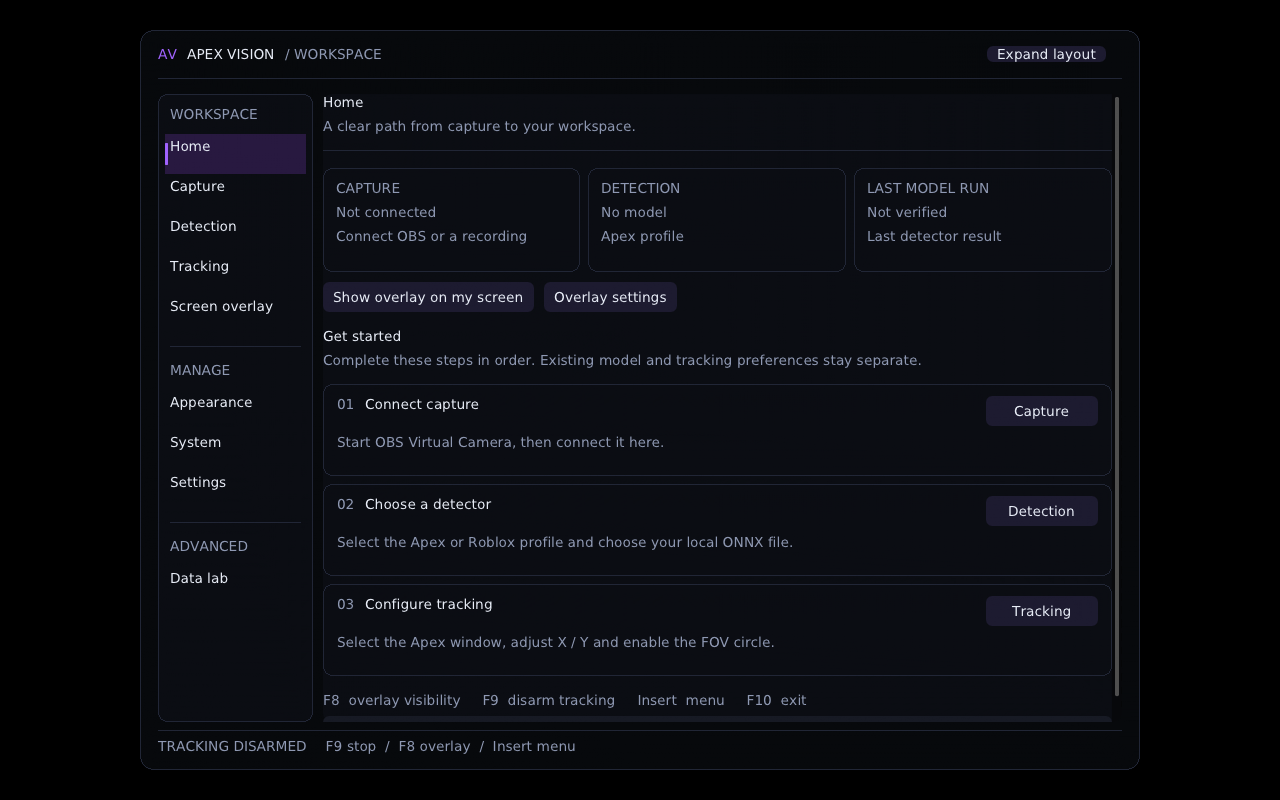 AV APEX VISION / WORKSPACE
Expand layout
WORKSPACE
Home
Capture
Detection
Tracking
Screen overlay
MANAGE
Appearance
System
Settings
ADVANCED
Data lab
Home
A clear path from capture to your workspace.
CAPTURE
Not connected
Connect OBS or a recording
DETECTION
No model
Apex profile
LAST MODEL RUN
Not verified
Last detector result
Show overlay on my screen
Overlay settings
Get started
Complete these steps in order. Existing model and tracking preferences stay separate.
01 Connect capture
Capture
Start OBS Virtual Camera, then connect it here.
02 Choose a detector
Detection
Select the Apex or Roblox profile and choose your local ONNX file.
03 Configure tracking
Tracking
Select the Apex window, adjust X / Y and enable the FOV circle.
F8 overlay visibility F9 disarm tracking Insert menu F10 exit
TRACKING DISARMED F9 stop / F8 overlay / Insert menu